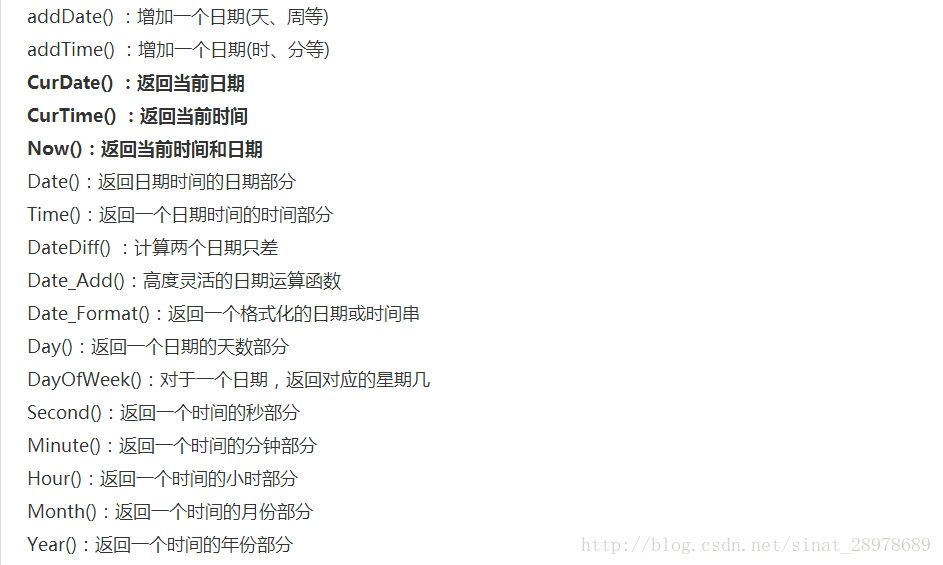 addDate() ：增加一个日期(天、周等)
addTime() ：增加一个日期(时、分等)
CurDate() ：返回当前日期
CurTime() ：返回当前时间
Now()：返回当前时间和日期
Date()：返回日期时间的日期部分
Time()：返回一个日期时间的时间部分
DateDiff() ：计算两个日期只差
Date_Add()：高度灵活的日期运算函数
Date_Format()：返回一个格式化的日期或时间串
Day()：返回一个日期的天数部分
DayOfWeek()：对于一个日期，返回对应的星期几
Second()：返回一个时间的秒部分
Minute()：返回一个时间的分钟部分
Hour()：返回一个时间的小时部分
Month()：返回一个时间的月份部分
Year()：返回一个时间的年份部分
http://blog.csdn.net/sinat_28978689